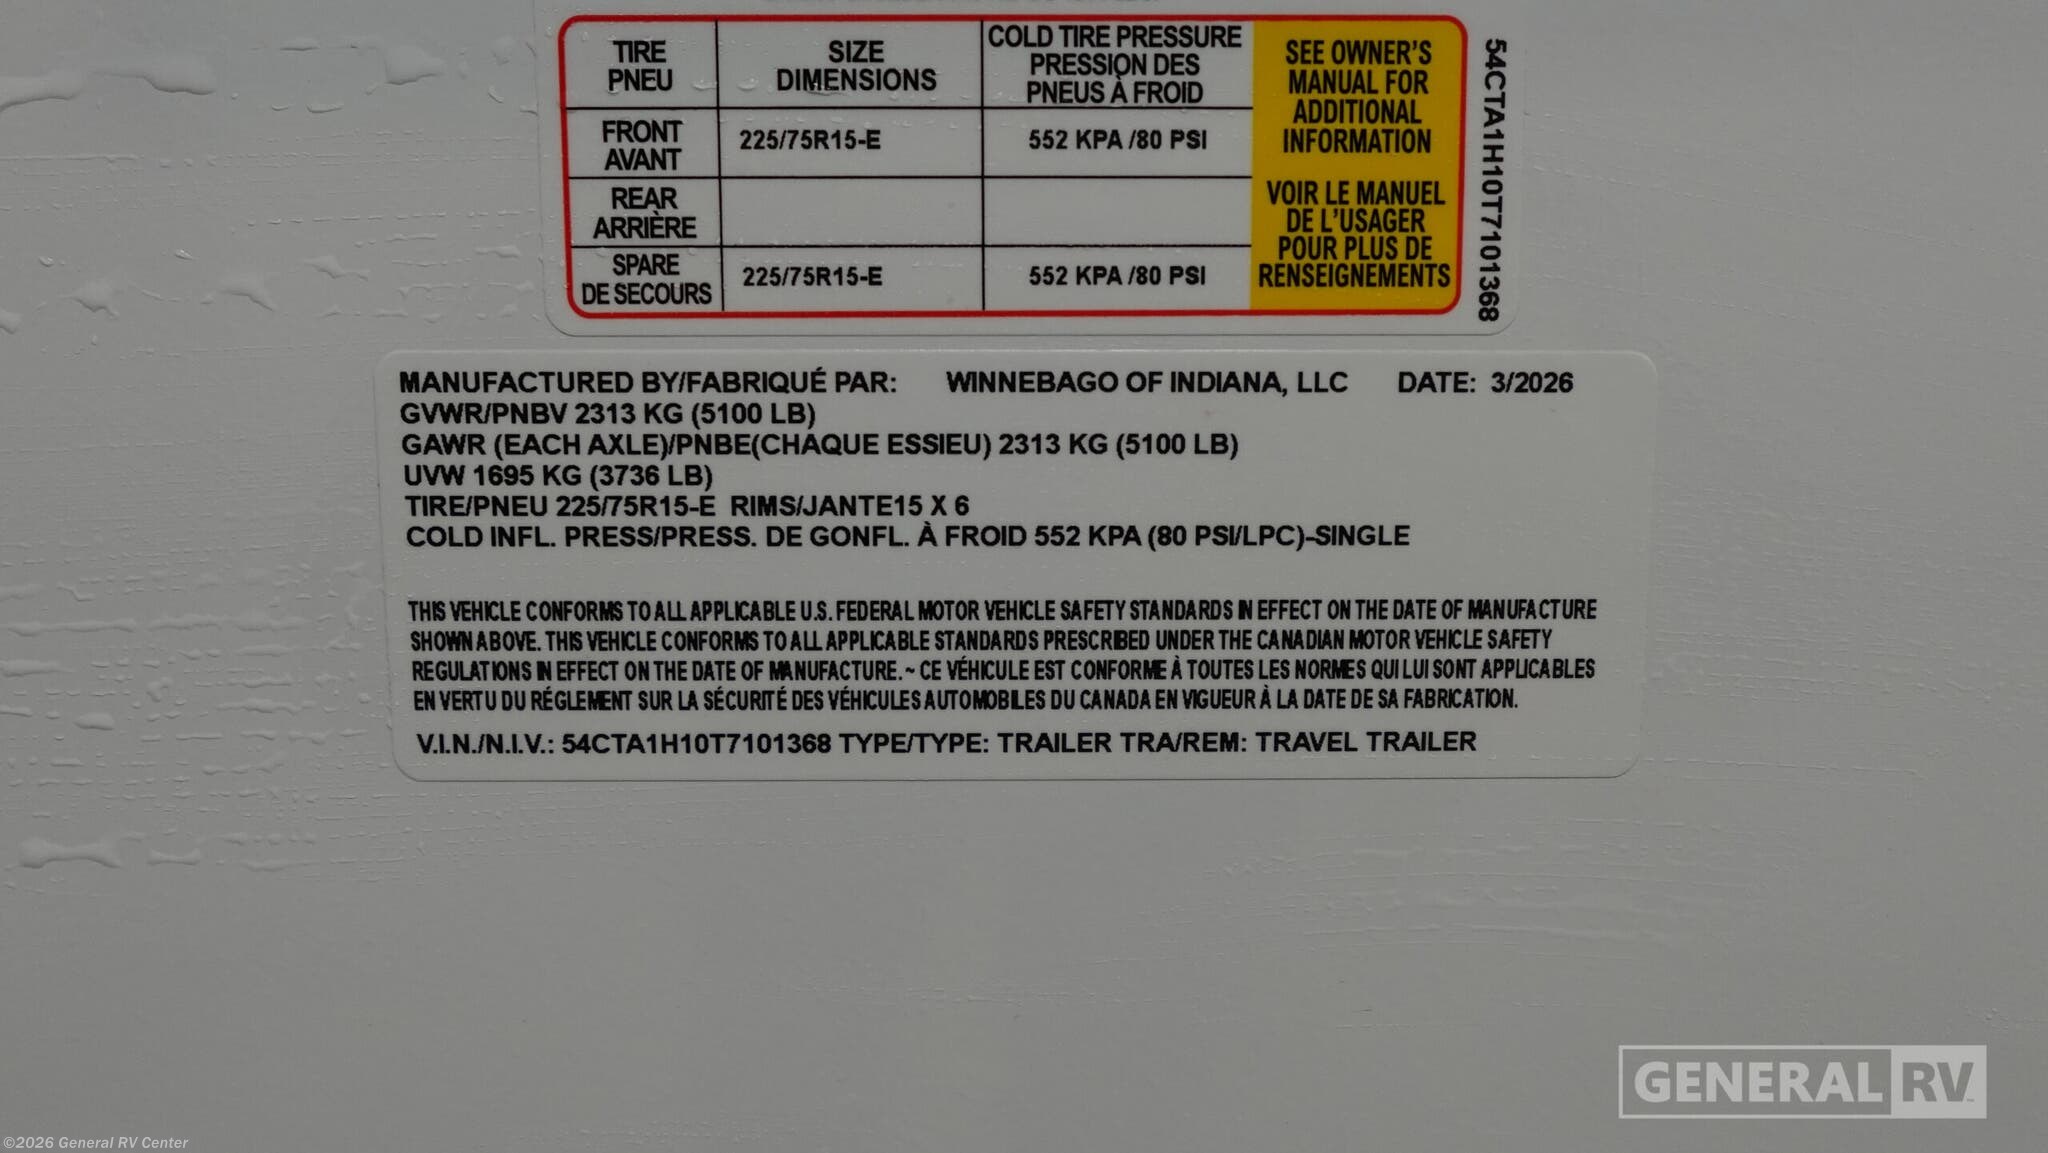 TIRE
PNEU
SIZE
DIMENSIONS
COLD TIRE PRESSURE
PRESSION DES
PNEUS À FROID
FRONT
AVANT
225/75R15-E
552 KPA /80 PSI
REAR
ARRIÈRE
SPARE
DE SECOURS
225/75R15-E
552 KPA /80 PSI
SEE OWNER'S
MANUAL FOR
ADDITIONAL
INFORMATION
VOIR LE MANUEL
DE L'USAGER
POUR PLUS DE
RENSEIGNEMENTS
54CTA1H10T7101368
MANUFACTURED BY/FABRIQUÉ PAR: WINNEBAGO OF INDIANA, LLC DATE: 3/2026
GVWR/PNBV 2313 KG (5100 LB)
GAWR (EACH AXLE)/PNBE(CHAQUE ESSIEU) 2313 KG (5100 LB)
UVW 1695 KG (3736 LB)
TIRE/PNEU 225/75R15-E RIMS/JANTE15 X 6
COLD INFL. PRESS/PRESS. DE GONFL. À FROID 552 KPA (80 PSI/LPC)-SINGLE
THIS VEHICLE CONFORMS TO ALL APPLICABLE U.S. FEDERAL MOTOR VEHICLE SAFETY STANDARDS IN EFFECT ON THE DATE OF MANUFACTURE
SHOWN ABOVE. THIS VEHICLE CONFORMS TO ALL APPLICABLE STANDARDS PRESCRIBED UNDER THE CANADIAN MOTOR VEHICLE SAFETY
REGULATIONS IN EFFECT ON THE DATE OF MANUFACTURE. ~ CE VÉHICULE EST CONFORME À TOUTES LES NORMES QUI LUI SONT APPLICABLES
EN VERTU DU RÉGLEMENT SUR LA SÉCURITÉ DES VÉHICULES AUTOMOBILES DU CANADA EN VIGUEUR À LA DATE DE SA FABRICATION.
V.I.N./N.I.V.: 54CTA1H10T7101368 TYPE/TYPE: TRAILER TRA/REM: TRAVEL TRAILER
GENERAL RV
©2026 General RV Center